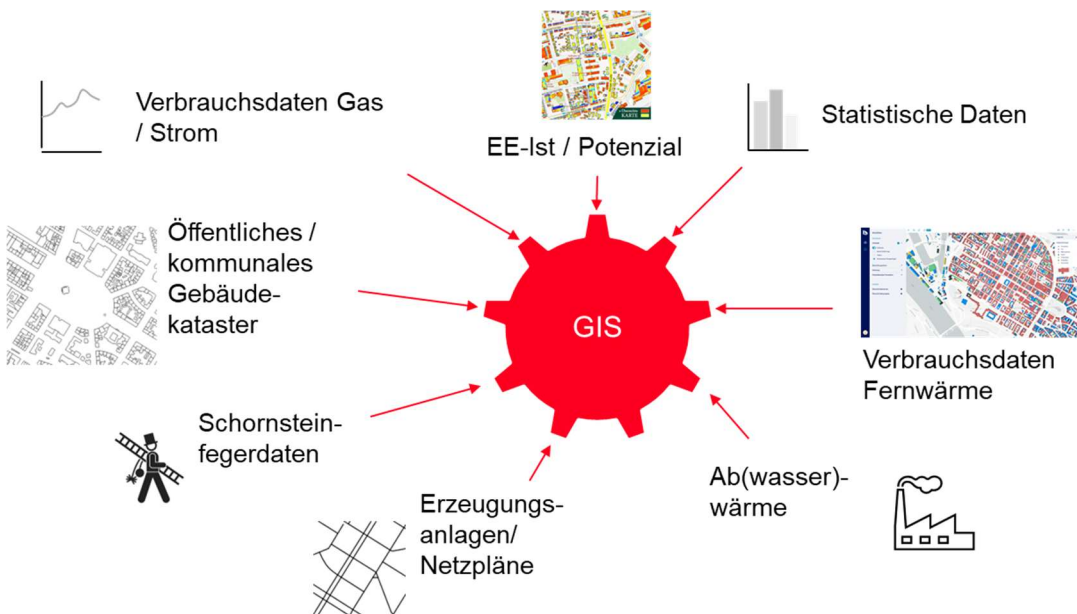 Verbrauchsdaten Gas
/ Strom
EE-Ist / Potenzial
Statistische Daten
Öffentliches /
kommunales
Gebäude-
kataster
GIS
Verbrauchsdaten
Fernwärme
Schornstein-
fegerdaten
Erzeugungs-
anlagen/
Netzpläne
Ab(wasser)-
wärme
KARTE